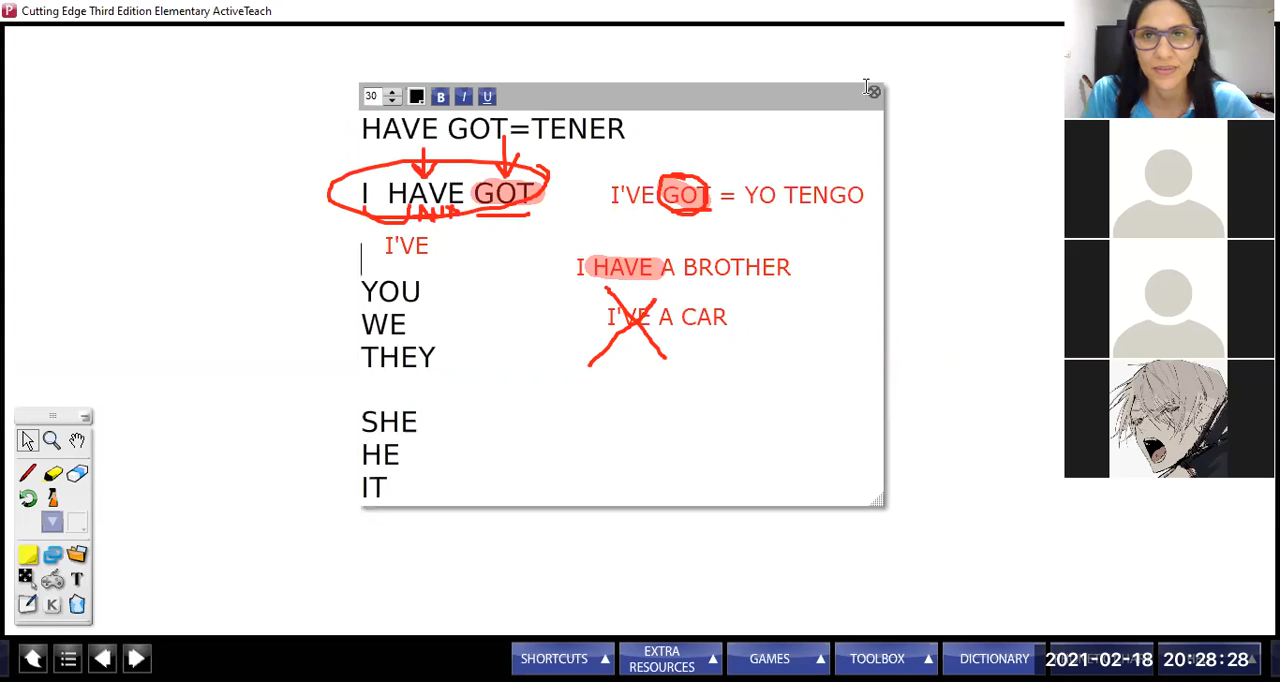 Cutting Edge Third Edition Elementary ActiveTeach
30 B I U
HAVE GOT=TENER
I HAVE GOT
I'VE GOT = YO TENGO
I'VE
I HAVE A BROTHER
YOU
I'VE A CAR
WE
THEY
SHE
HE
IT
T
K
SHORTCUTS
EXTRA RESOURCES
GAMES
TOOLBOX
DICTIONARY
2021-02-18 20:28:28